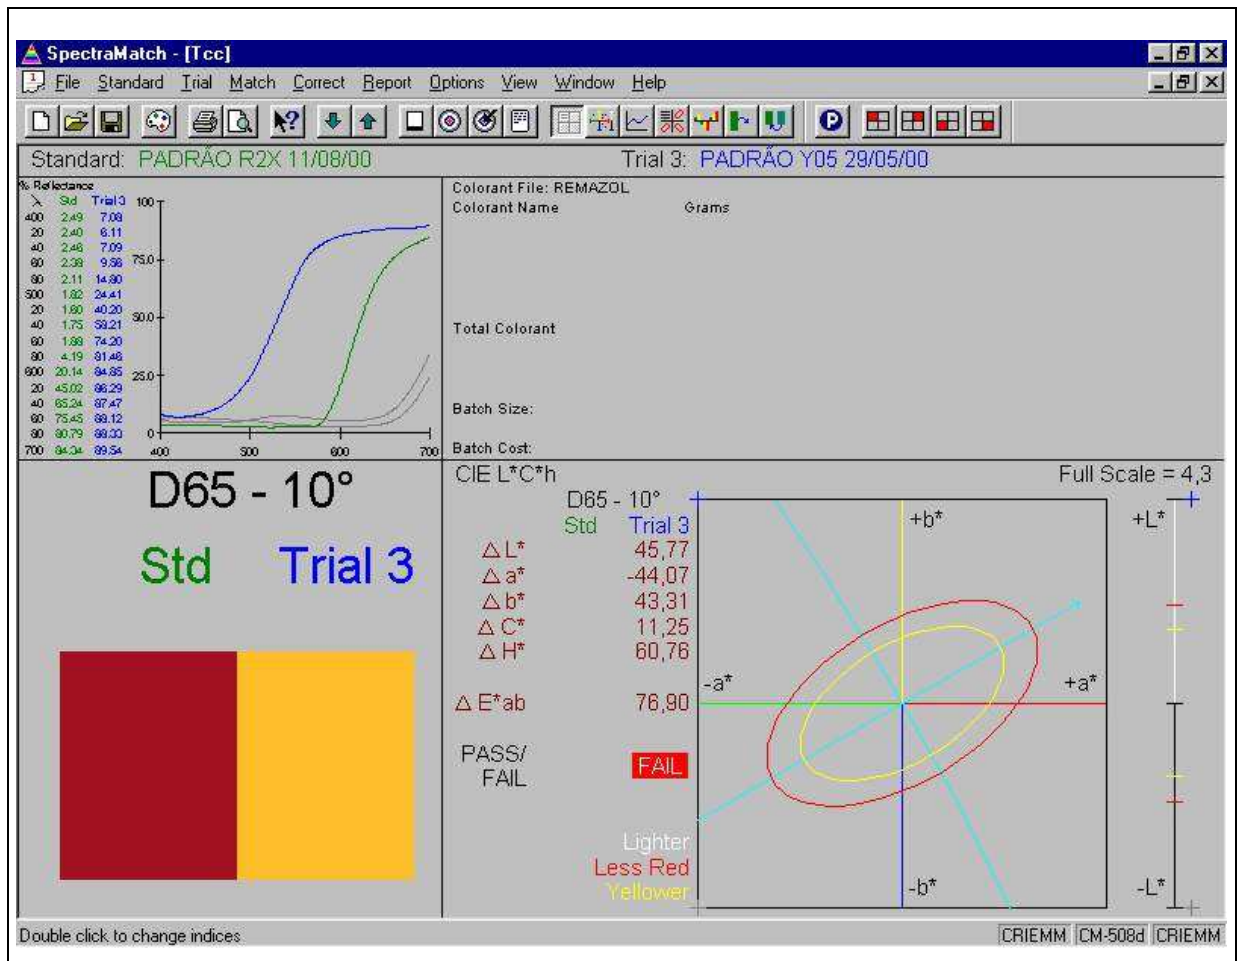 SpectraMatch - [Tcc]
File Standard Trial Match Correct Report Options View Window Help
Standard: PADRÃO R2X 11/08/00
Trial 3: PADRÃO Y05 29/05/00
% Reflectance
λ Std Trial 3
400 2.49 7.08
20 2.40 6.11
40 2.46 7.09
60 2.39 9.56
80 2.11 14.80
500 1.82 24.41
20 1.60 40.20
40 1.75 58.21
60 1.88 74.20
80 4.19 81.46
600 20.14 84.85
20 45.02 86.29
40 65.24 87.47
60 75.45 88.12
80 80.79 88.33
700 84.34 89.54
100
75.0
50.0
25.0
0
400 500 600 700
Colorant File: REMAZOL
Colorant Name Grams
Total Colorant
Batch Size:
Batch Cost:
D65 - 10°
Std Trial 3
CIE L*C*h
Full Scale = 4,3
D65 - 10°
Std Trial 3
Δ L* 45,77
Δ a* -44,07
Δ b* 43,31
Δ C* 11,25
Δ H* 60,76
Δ E*ab 76,90
PASS/
FAIL
FAIL
Lighter
Less Red
Yellower
+b*
-a*
+a*
-b*
+L*
-L*
Double click to change indices
CRIEMM CM-508d CRIEMM